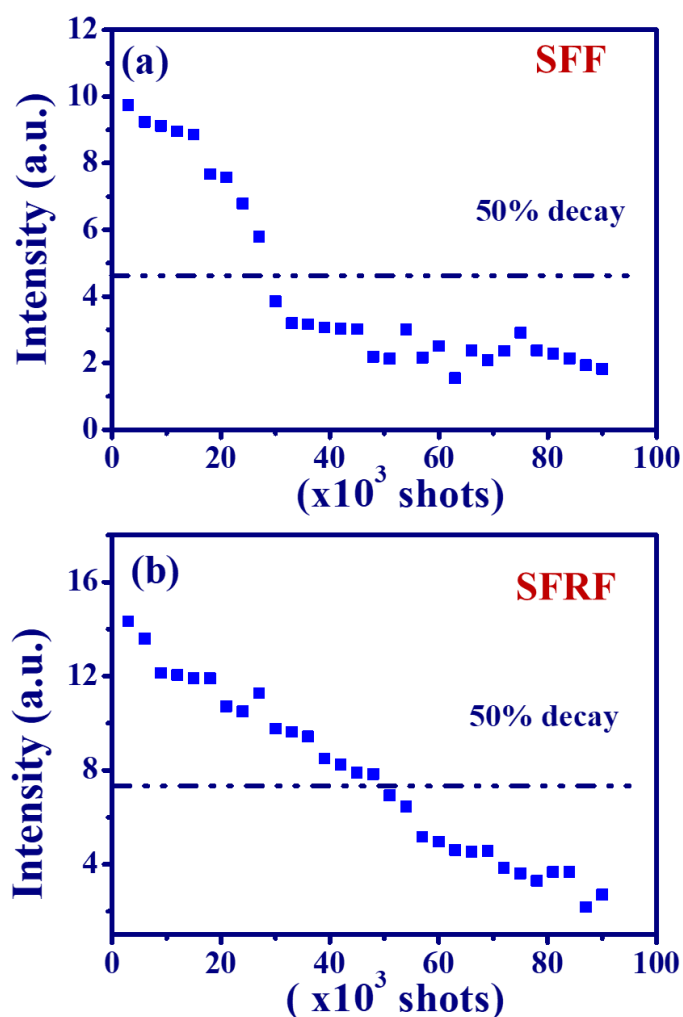 12
(a)
SFF
10
8
50% decay
6
4
2
0
0 20 40 60 80 100
Intensity (a.u.)
(x10³ shots)
(b)
16
SFRF
12
50% decay
8
4
0 20 40 60 80 100
Intensity (a.u.)
( x10³ shots)